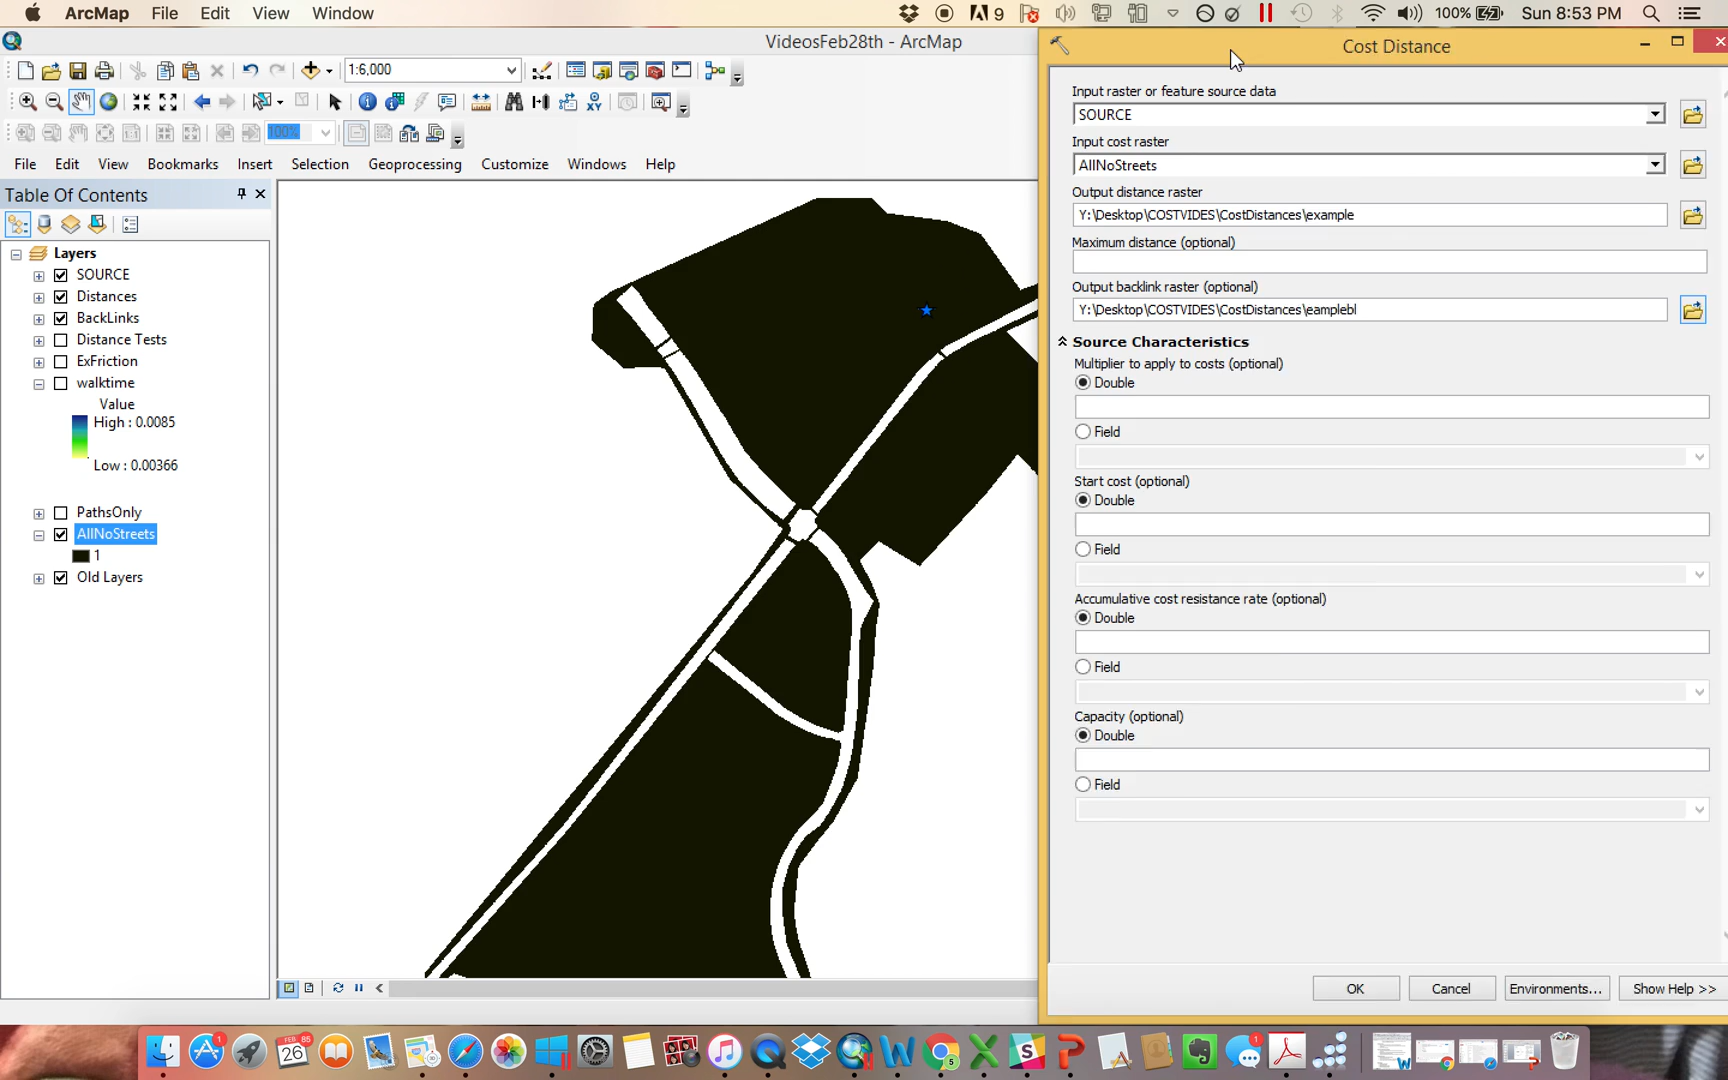 ArcMap File Edit View Window
9
100% Sun 8:53 PM
VideosFeb28th - ArcMap
Cost Distance
1:6,000
100%
File Edit View Bookmarks Insert Selection Geoprocessing Customize Windows Help
Table Of Contents
Layers
SOURCE
Distances
BackLinks
Distance Tests
ExFriction
walktime
Value
High : 0.0085
Low : 0.00366
PathsOnly
AllNoStreets
1
Old Layers
Input raster or feature source data
SOURCE
Input cost raster
AllNoStreets
Output distance raster
Y:\Desktop\COSTVIDES\CostDistances\example
Maximum distance (optional)
Output backlink raster (optional)
Y:\Desktop\COSTVIDES\CostDistances\eamplebl
Source Characteristics
Multiplier to apply to costs (optional)
Double
Field
Start cost (optional)
Double
Field
Accumulative cost resistance rate (optional)
Double
Field
Capacity (optional)
Double
Field
OK Cancel Environments... Show Help >>
FEB
26